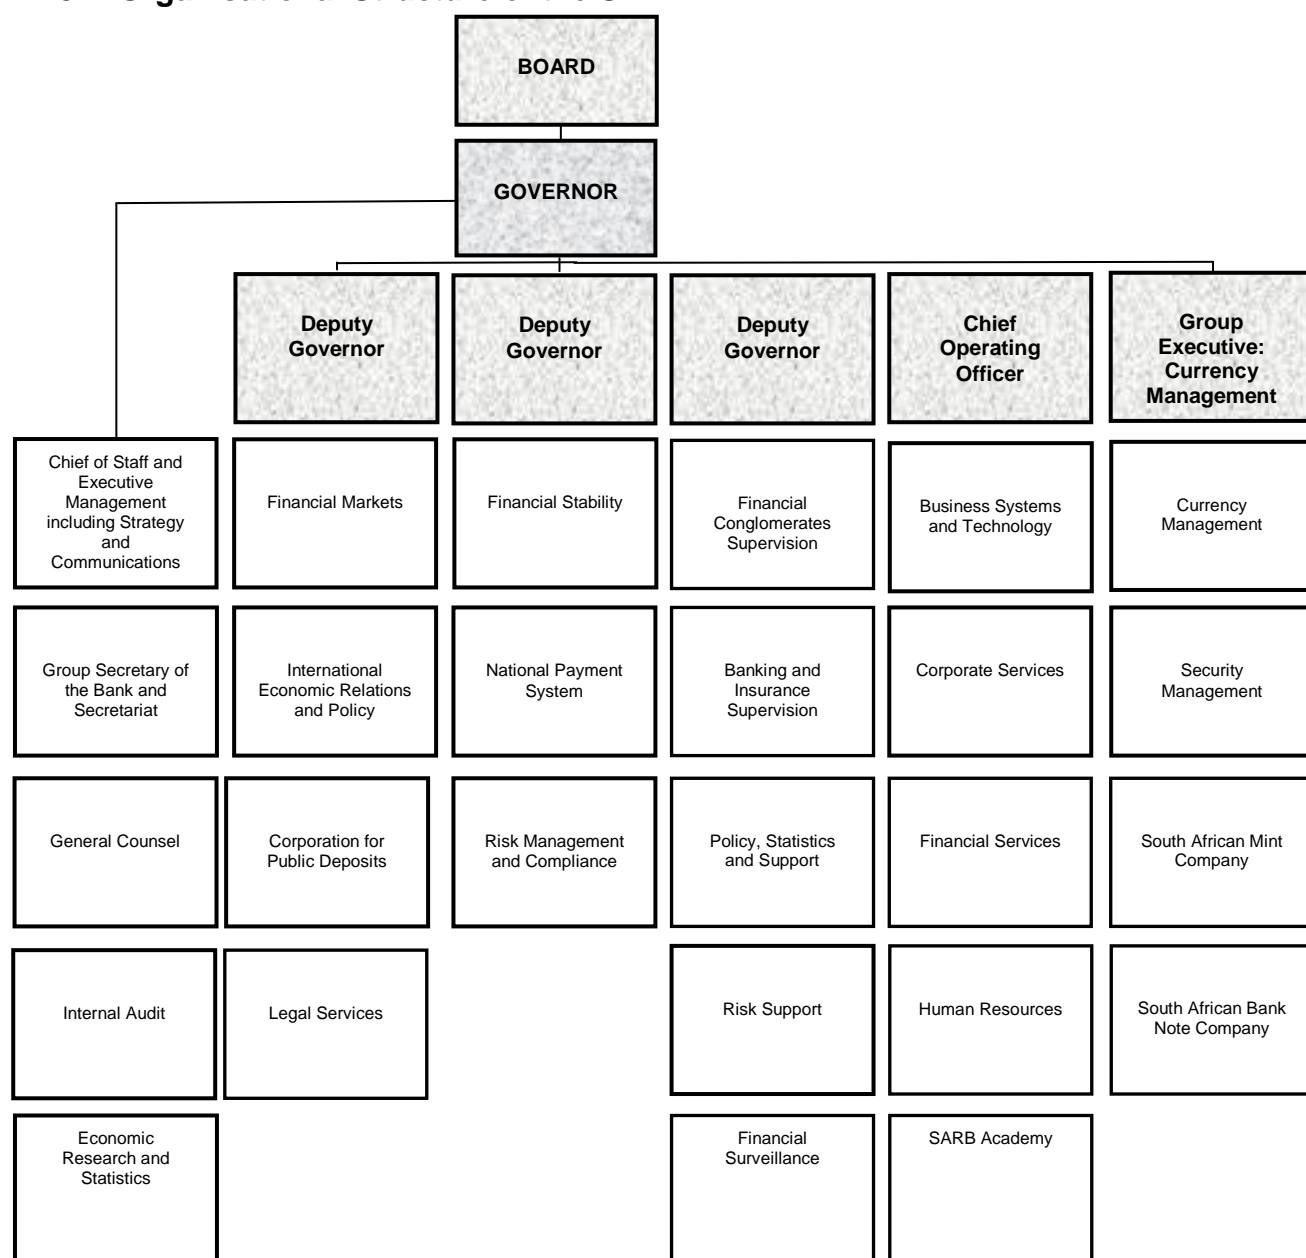 BOARD
GOVERNOR
Deputy
Governor
Deputy
Governor
Deputy
Governor
Chief
Operating
Officer
Group
Executive:
Currency
Management
Chief of Staff and
Executive
Management
including Strategy
and
Communications
Financial Markets
Financial Stability
Financial
Conglomerates
Supervision
Business Systems
and Technology
Currency
Management
Group Secretary of
the Bank and
Secretariat
International
Economic Relations
and Policy
National Payment
System
Banking and
Insurance
Supervision
Corporate Services
Security
Management
General Counsel
Corporation for
Public Deposits
Risk Management
and Compliance
Policy, Statistics
and Support
Financial Services
South African Mint
Company
Internal Audit
Legal Services
Risk Support
Human Resources
South African Bank
Note Company
Economic
Research and
Statistics
Financial
Surveillance
SARB Academy